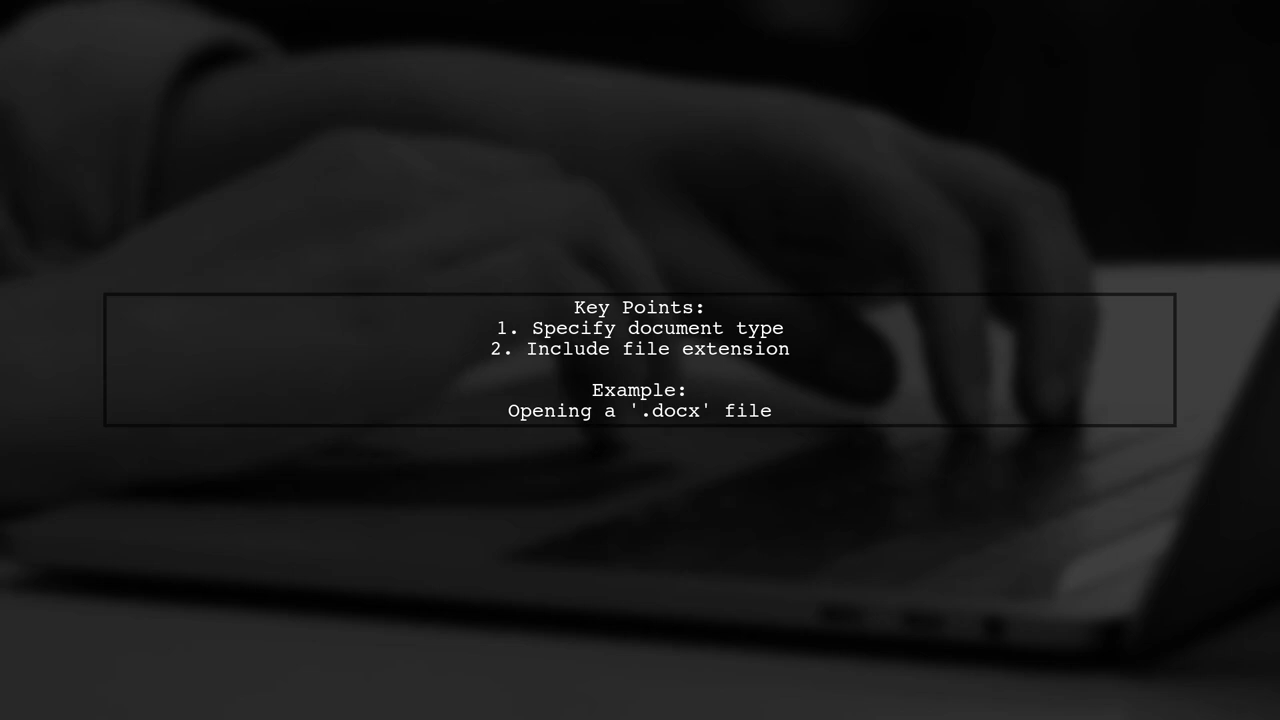 Key Points:
1. Specify document type
2. Include file extension
Example:
Opening a '.docx' file